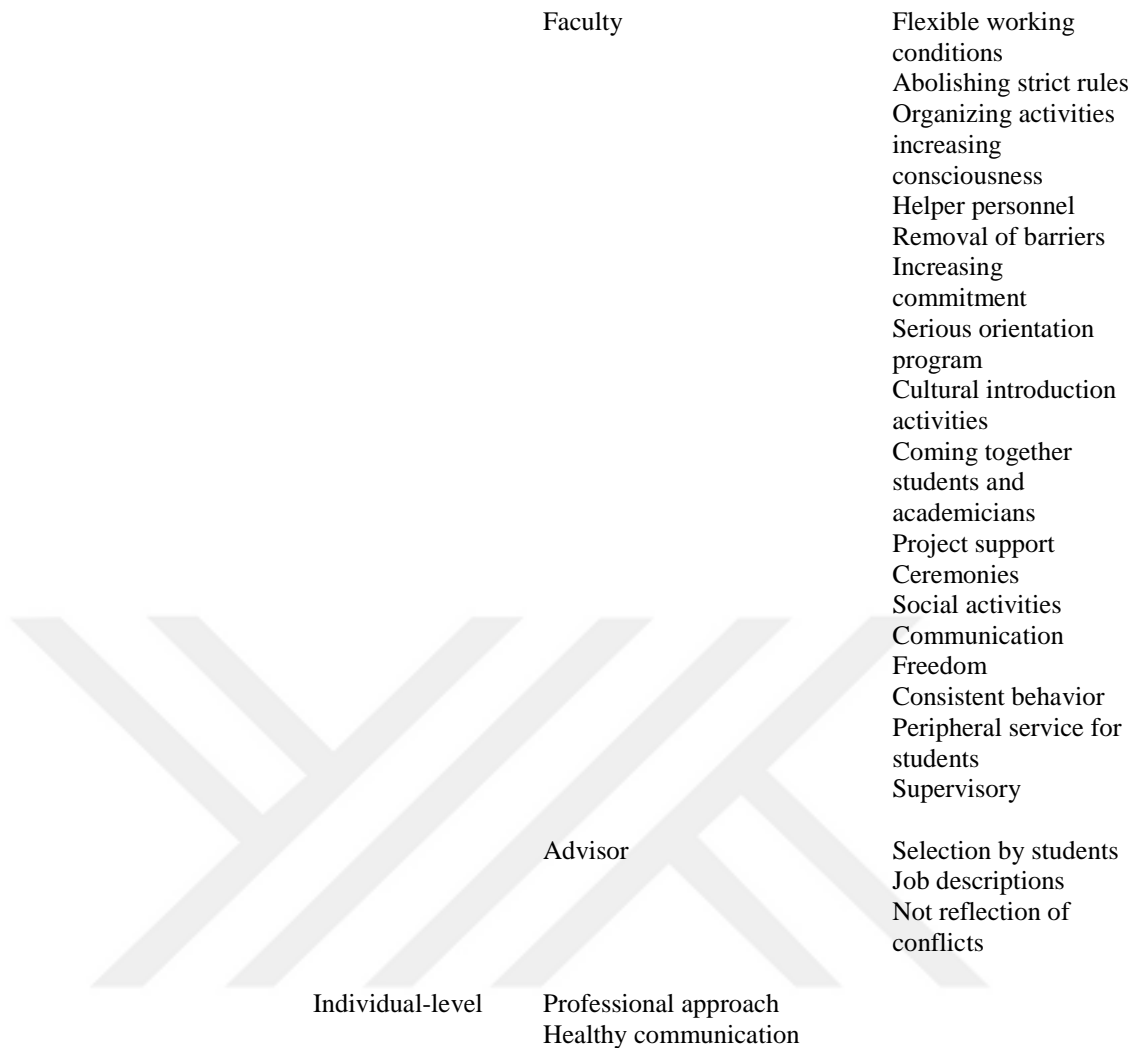 Faculty Flexible working
conditions
Abolishing strict rules
Organizing activities
increasing
consciousness
Helper personnel
Removal of barriers
Increasing
commitment
Serious orientation
program
Cultural introduction
activities
Coming together
students and
academicians
Project support
Ceremonies
Social activities
Communication
Freedom
Consistent behavior
Peripheral service for
students
Supervisory
Advisor Selection by students
Job descriptions
Not reflection of
conflicts
Individual-level Professional approach
Healthy communication